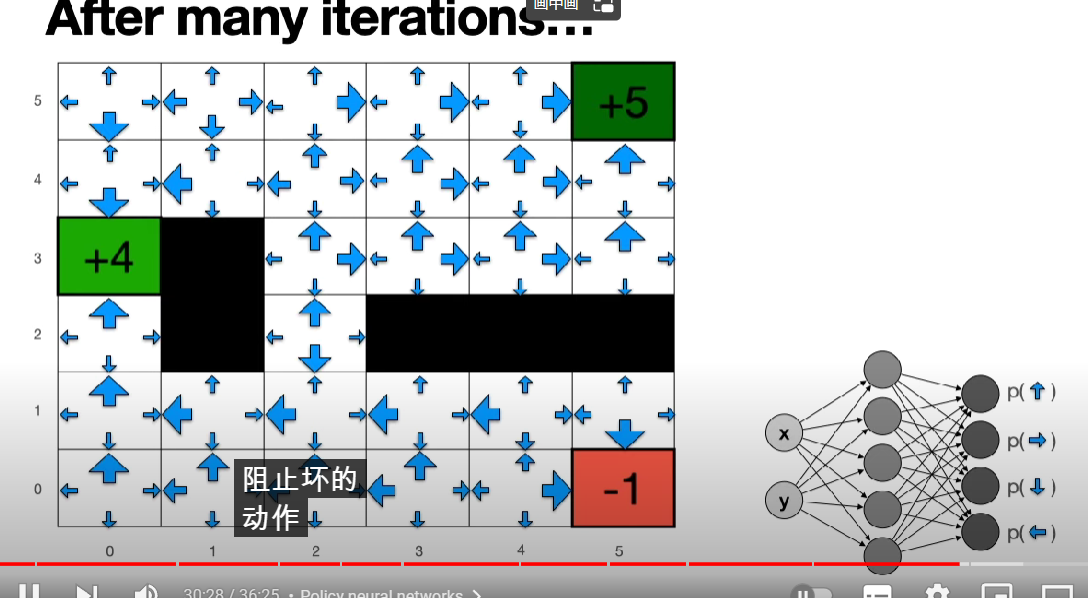 After many iterations...
画中画
5
+5
4
3
+4
2
1
x
p( )
p( )
y
p( )
0
-1
p( )
阻止坏的
动作
0 1 2 3 4 5
30:28 / 36:25 • Policy neural networks